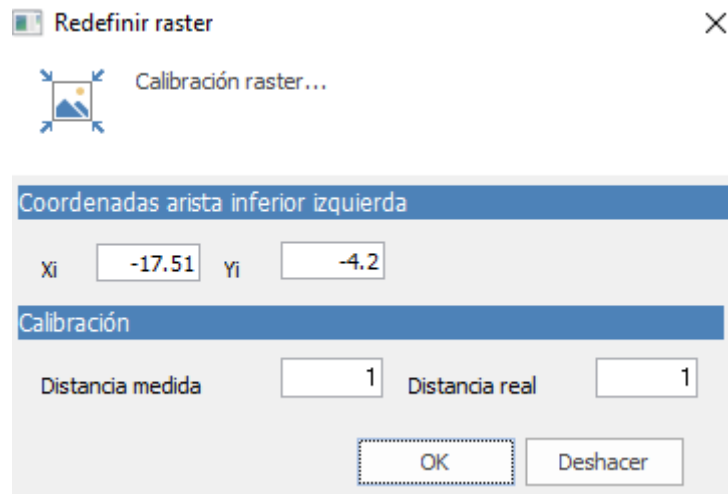 Redefinir raster
Calibración raster...
Coordenadas arista inferior izquierda
Xi -17.51 Yi -4.2
Calibración
Distancia medida 1 Distancia real 1
OK Deshacer